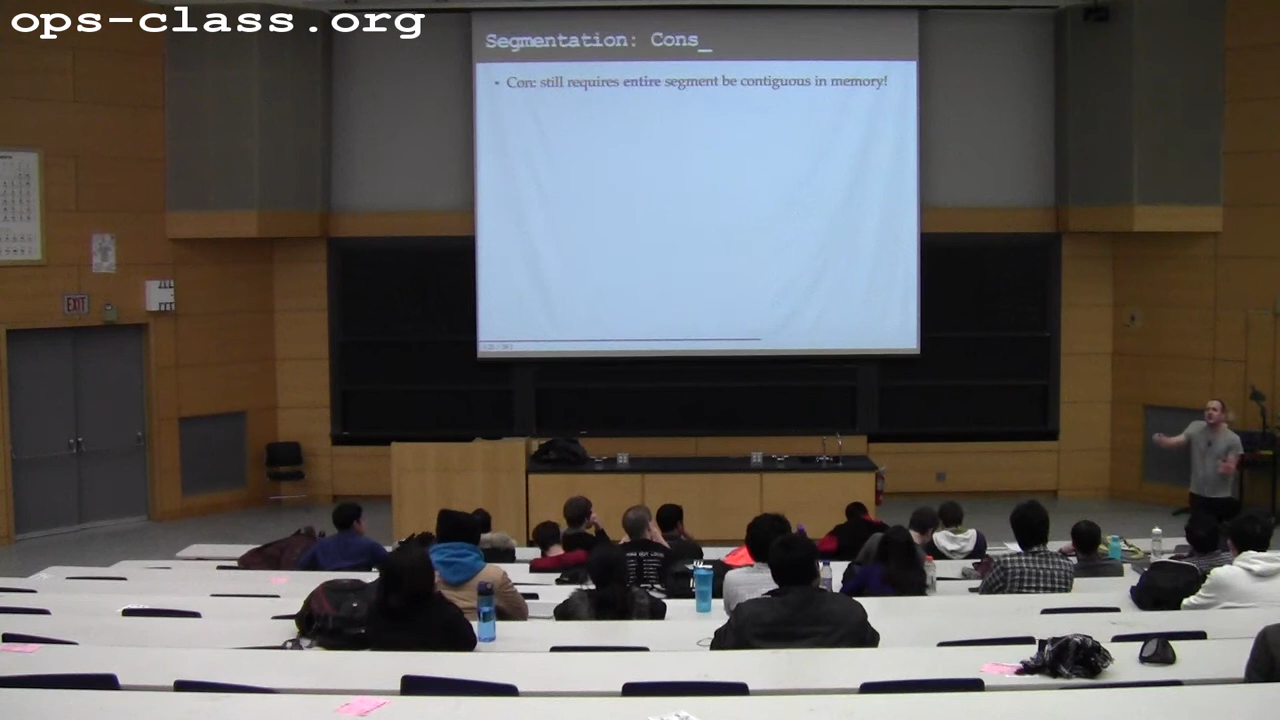 ops-class.org
Segmentation: Cons_
• Con: still requires entire segment be contiguous in memory!
EXIT